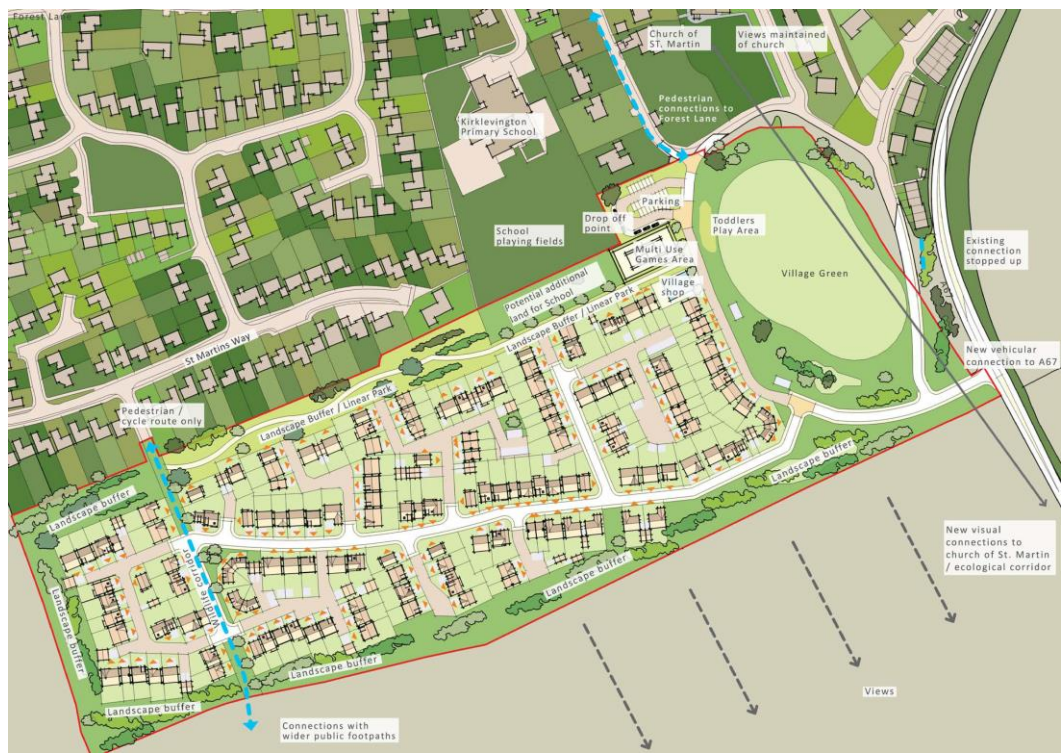 Forest Lane
Church of
ST. Martin
Views maintained
of church
Pedestrian
connections to
Forest Lane
Kirklevington
Primary School
Parking
Drop off
point
Toddlers
Play Area
School
playing fields
Multi Use
Games Area
Village Green
Existing
connection
stopped up
Potential additional
land for School
Village
shop
Landscape Buffer / Linear Park
St Martins Way
New vehicular
connection to A67
Pedestrian /
cycle route only
Landscape Buffer / Linear Park
Landscape buffer
Landscape buffer
Wildlife corridor
New visual
connections to
church of St. Martin
/ ecological corridor
Landscape buffer
Landscape buffer
Landscape buffer
Landscape buffer
Views
Connections with
wider public footpaths